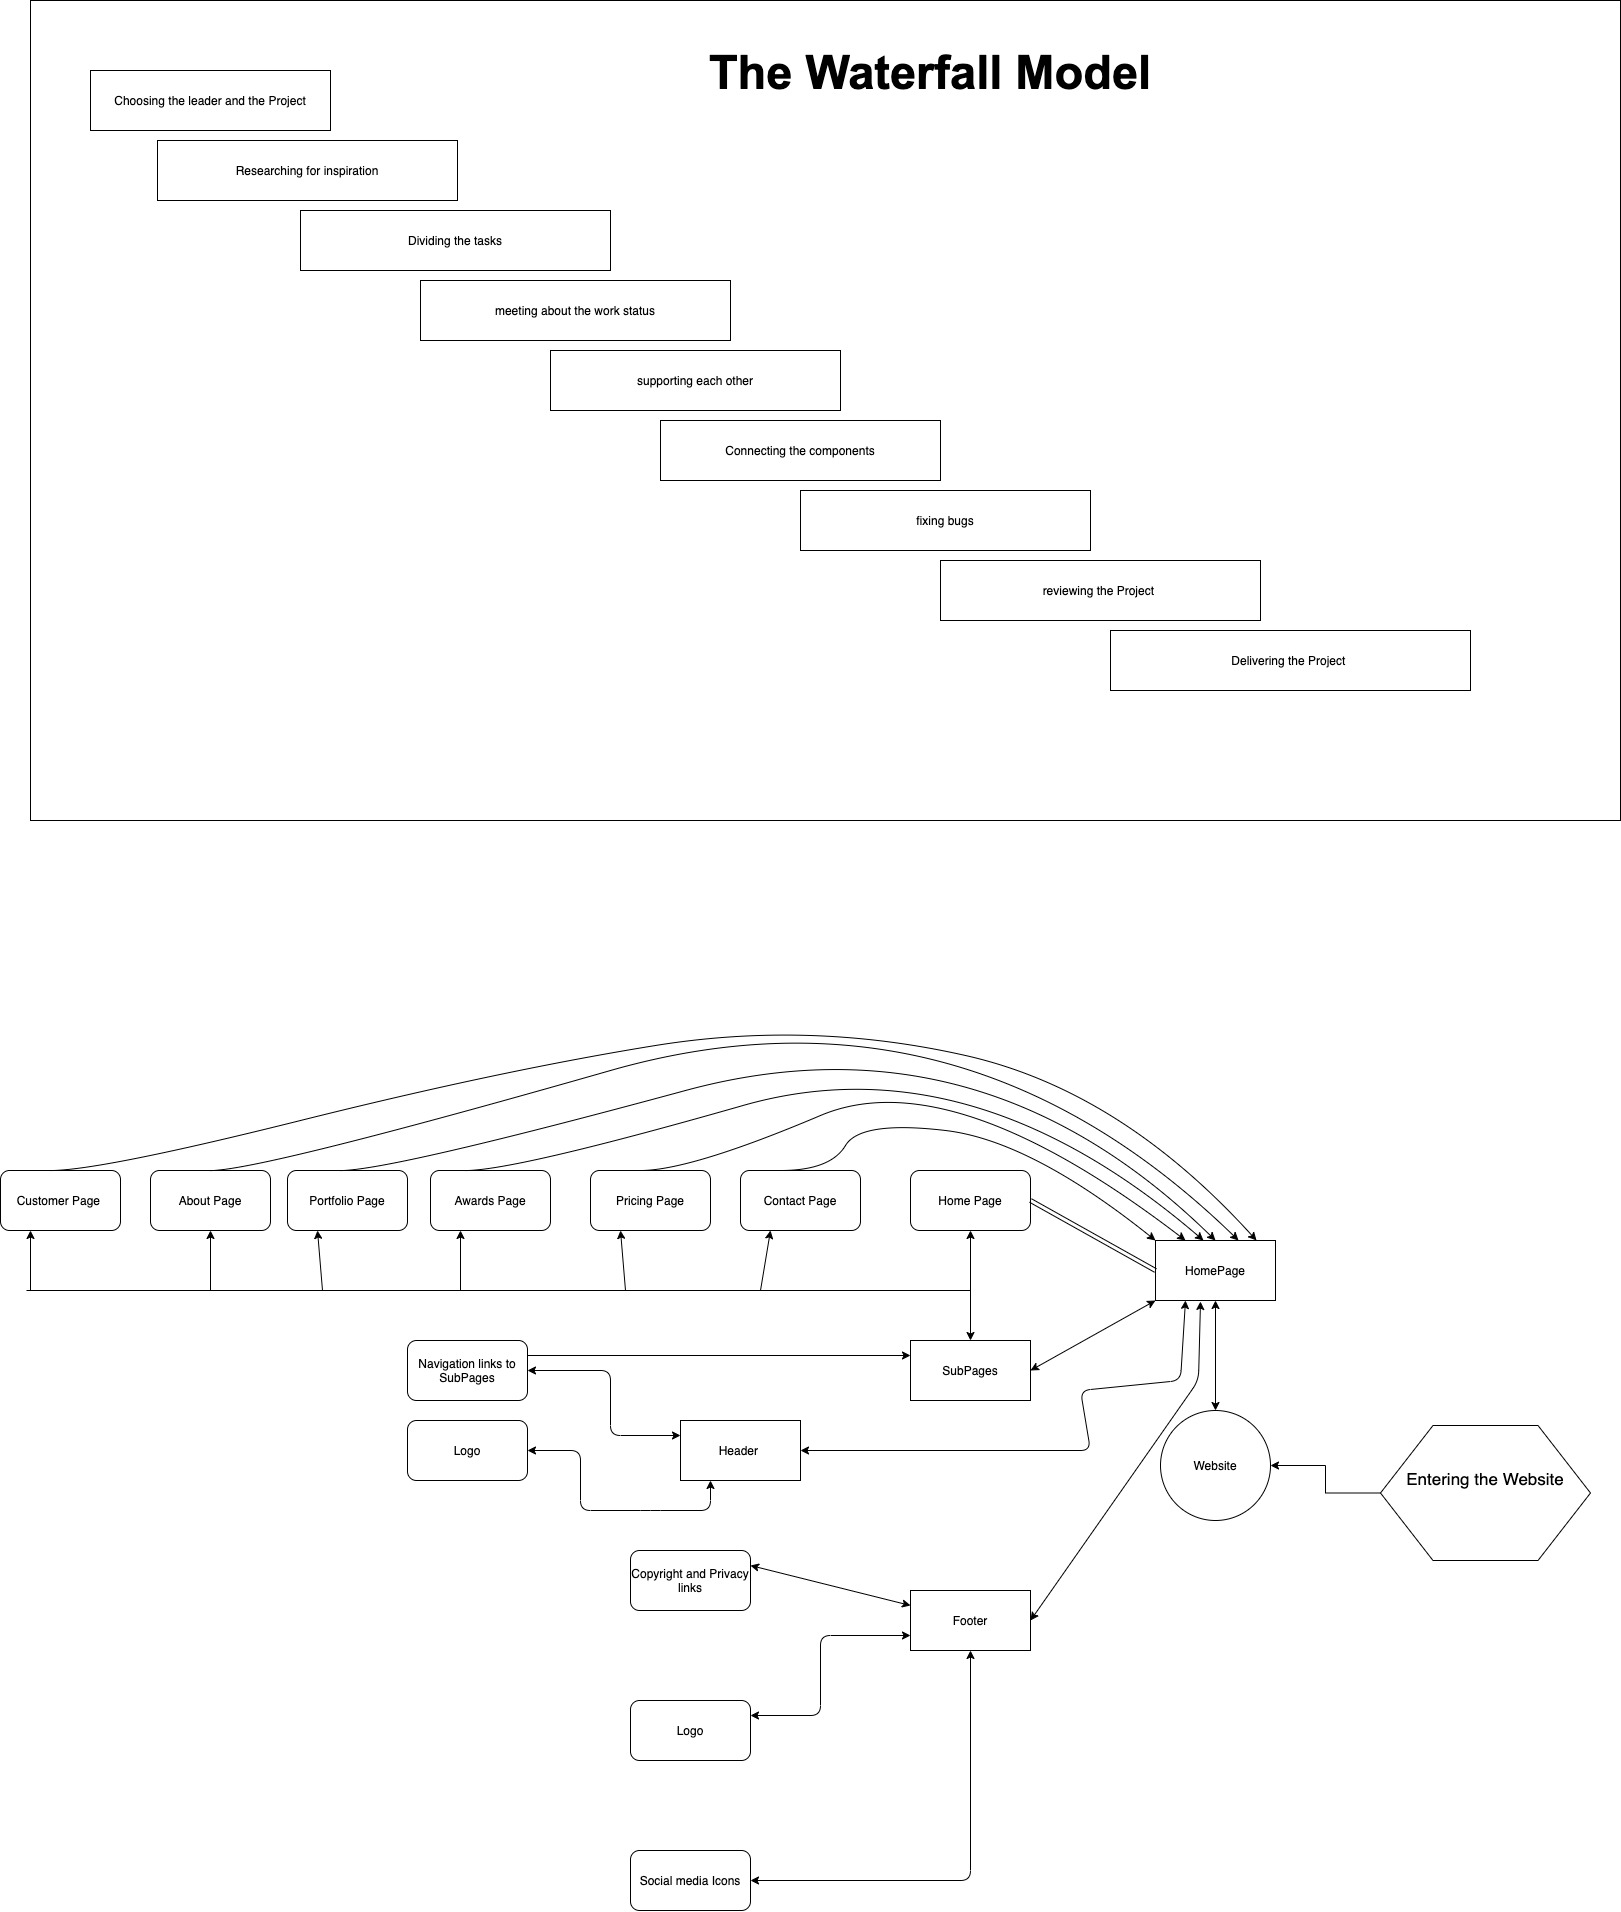 The Waterfall Model
Choosing the leader and the Project
Researching for inspiration
Dividing the tasks
meeting about the work status
supporting each other
Connecting the components
fixing bugs
reviewing the Project
Delivering the Project
Customer Page
About Page
Portfolio Page
Awards Page
Pricing Page
Contact Page
Home Page
HomePage
Navigation links to
SubPages
SubPages
Logo
Header
Website
Entering the Website
Copyright and Privacy
links
Footer
Logo
Social media Icons